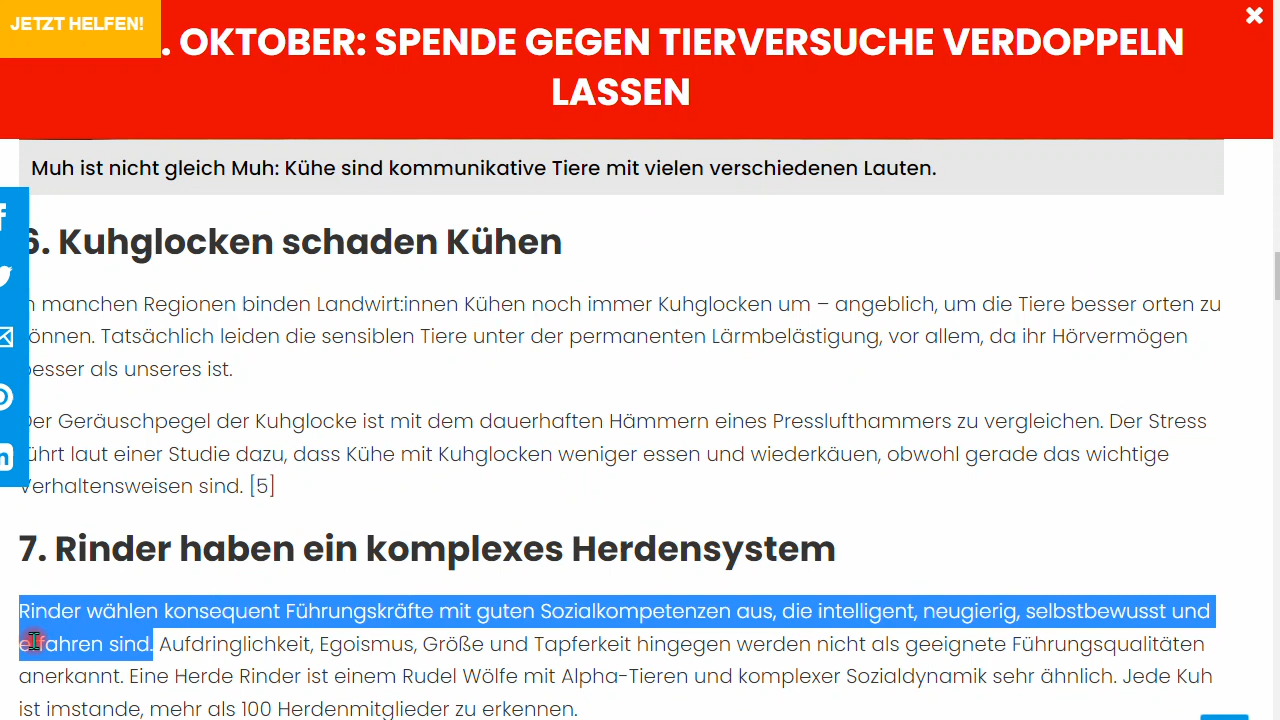 JETZT HELFEN!
. OKTOBER: SPENDE GEGEN TIERVERSUCHE VERDOPPELN
LASSEN
Muh ist nicht gleich Muh: Kühe sind kommunikative Tiere mit vielen verschiedenen Lauten.
6. Kuhglocken schaden Kühen
n manchen Regionen binden Landwirt:innen Kühen noch immer Kuhglocken um – angeblich, um die Tiere besser orten zu
önnen. Tatsächlich leiden die sensiblen Tiere unter der permanenten Lärmbelästigung, vor allem, da ihr Hörvermögen
besser als unseres ist.
Der Geräuschpegel der Kuhglocke ist mit dem dauerhaften Hämmern eines Presslufthammers zu vergleichen. Der Stress
führt laut einer Studie dazu, dass Kühe mit Kuhglocken weniger essen und wiederkäuen, obwohl gerade das wichtige
Verhaltensweisen sind. [5]
7. Rinder haben ein komplexes Herdensystem
Rinder wählen konsequent Führungskräfte mit guten Sozialkompetenzen aus, die intelligent, neugierig, selbstbewusst und
erfahren sind. Aufdringlichkeit, Egoismus, Größe und Tapferkeit hingegen werden nicht als geeignete Führungsqualitäten
anerkannt. Eine Herde Rinder ist einem Rudel Wölfe mit Alpha-Tieren und komplexer Sozialdynamik sehr ähnlich. Jede Kuh
ist imstande, mehr als 100 Herdenmitglieder zu erkennen.